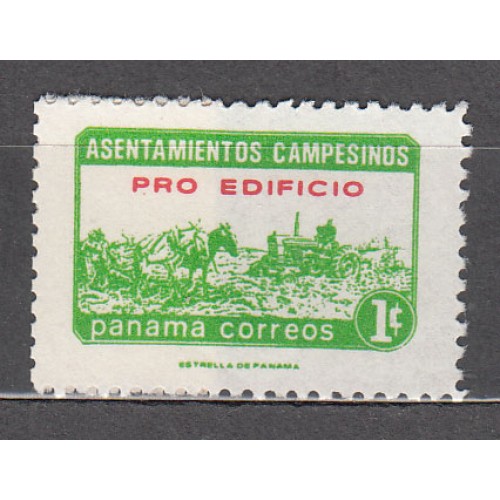 ASENTAMIENTOS CAMPESINOS
PRO EDIFICIO
panama correos 1¢
ESTRELLA DE PANAMA